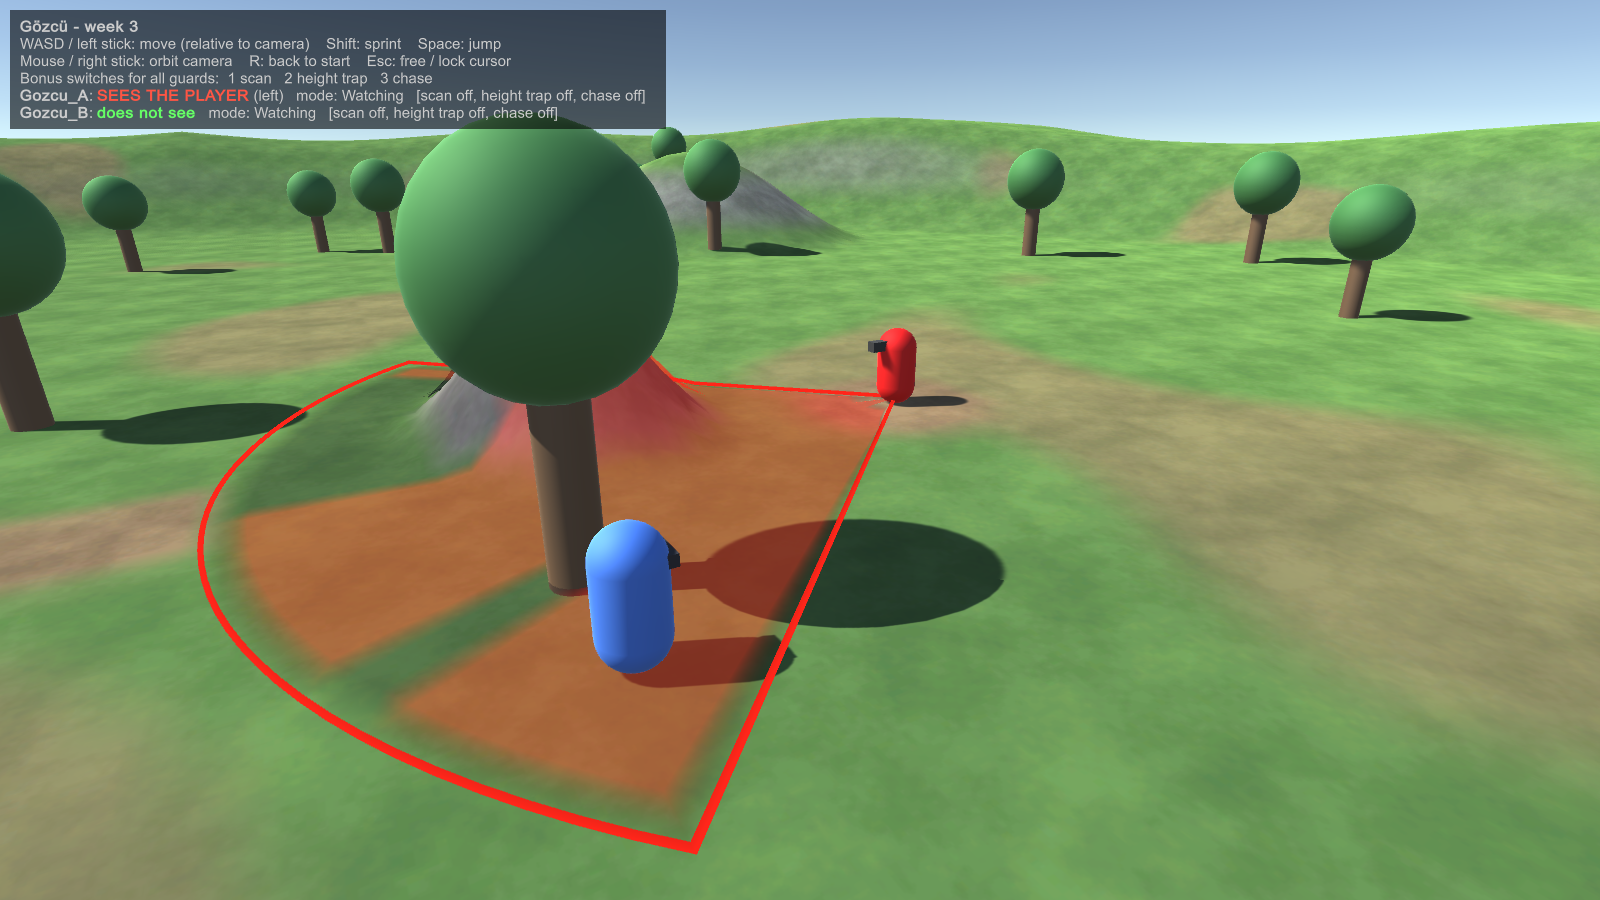 Gözcü - week 3
WASD / left stick: move (relative to camera)    Shift: sprint    Space: jump
Mouse / right stick: orbit camera    R: back to start    Esc: free / lock cursor
Bonus switches for all guards:  1 scan   2 height trap   3 chase
Gozcu_A: SEES THE PLAYER (left)   mode: Watching   [scan off, height trap off, chase off]
Gozcu_B: does not see   mode: Watching   [scan off, height trap off, chase off]